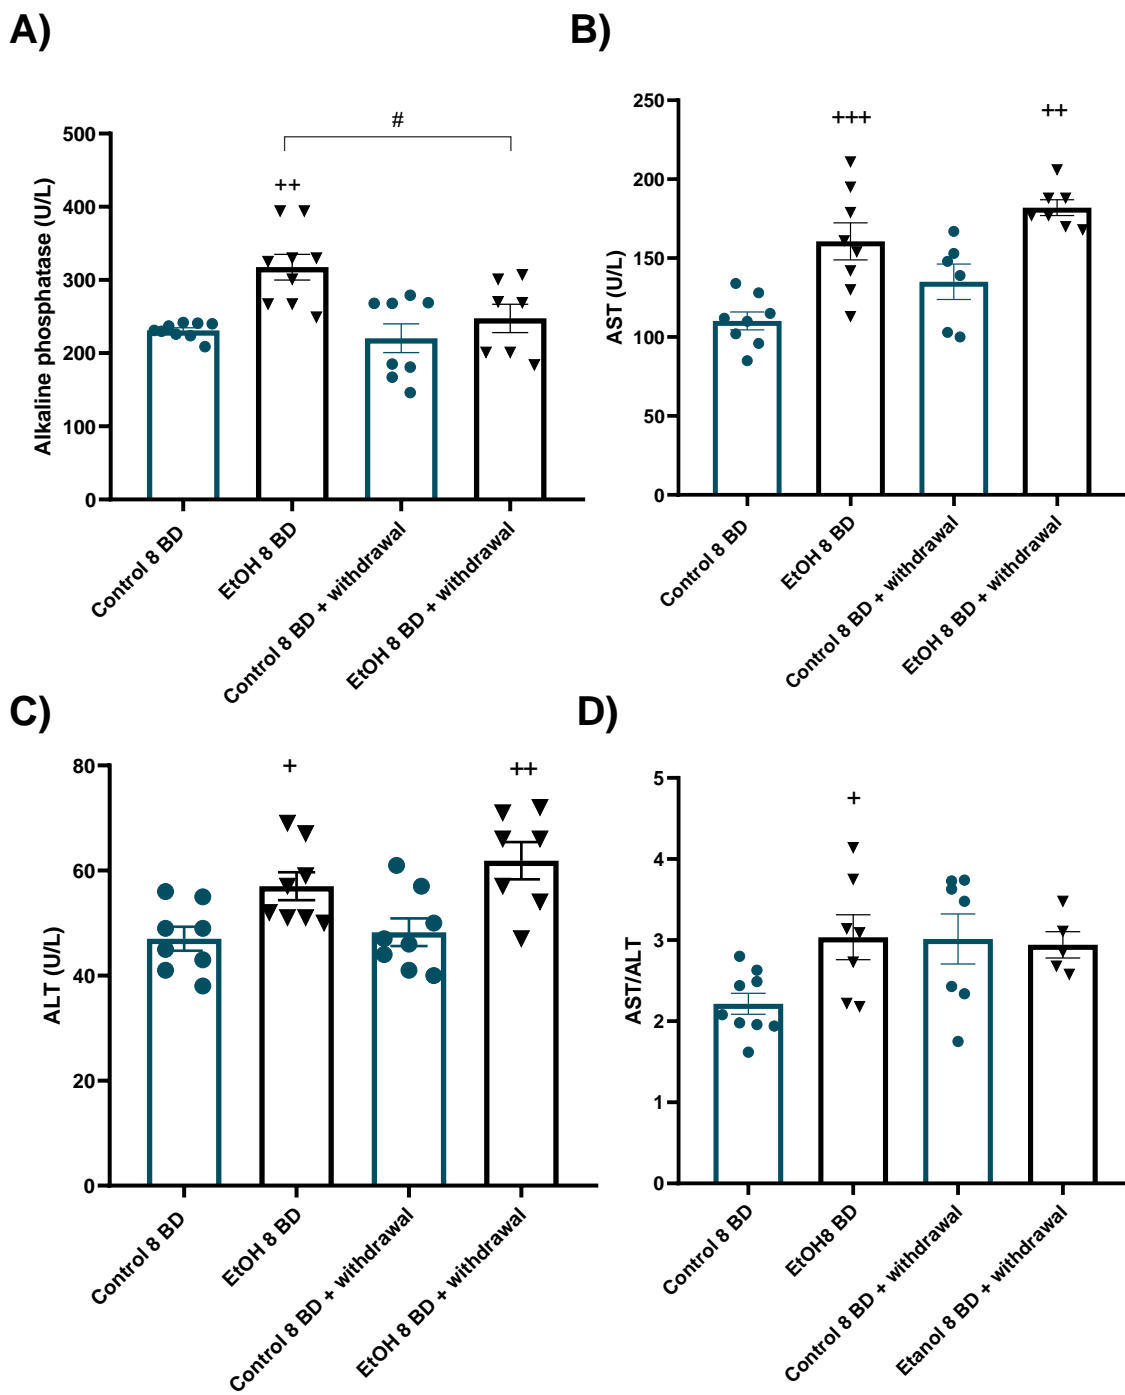 A)
Alkaline phosphatase (U/L)
500
400
300
200
100
0
++
#
Control 8 BD
EtOH 8 BD
Control 8 BD + withdrawal
EtOH 8 BD + withdrawal
B)
AST (U/L)
250
200
150
100
50
0
+++
++
Control 8 BD
EtOH 8 BD
Control 8 BD + withdrawal
EtOH 8 BD + withdrawal
C)
ALT (U/L)
80
60
40
20
0
+
++
Control 8 BD
EtOH 8 BD
Control 8 BD + withdrawal
EtOH 8 BD + withdrawal
D)
AST/ALT
5
4
3
2
1
0
+
Control 8 BD
EtOH8 BD
Control 8 BD + withdrawal
Etanol 8 BD + withdrawal